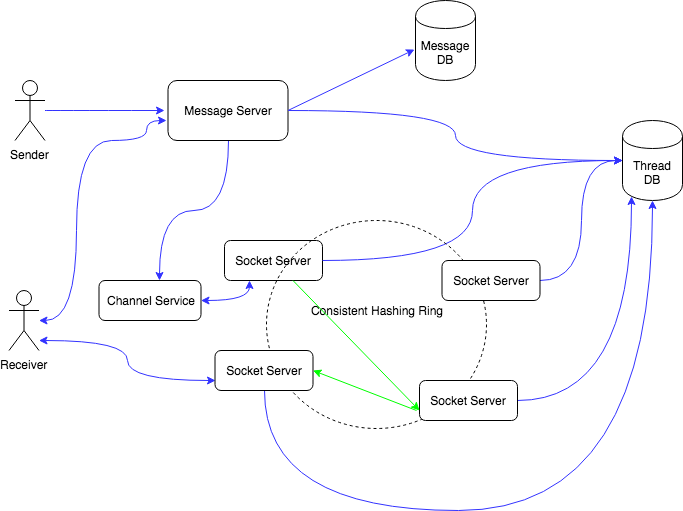 Message
DB
Message Server
Sender
Thread
DB
Socket Server
Socket Server
Channel Service
Consistent Hashing Ring
Receiver
Socket Server
Socket Server